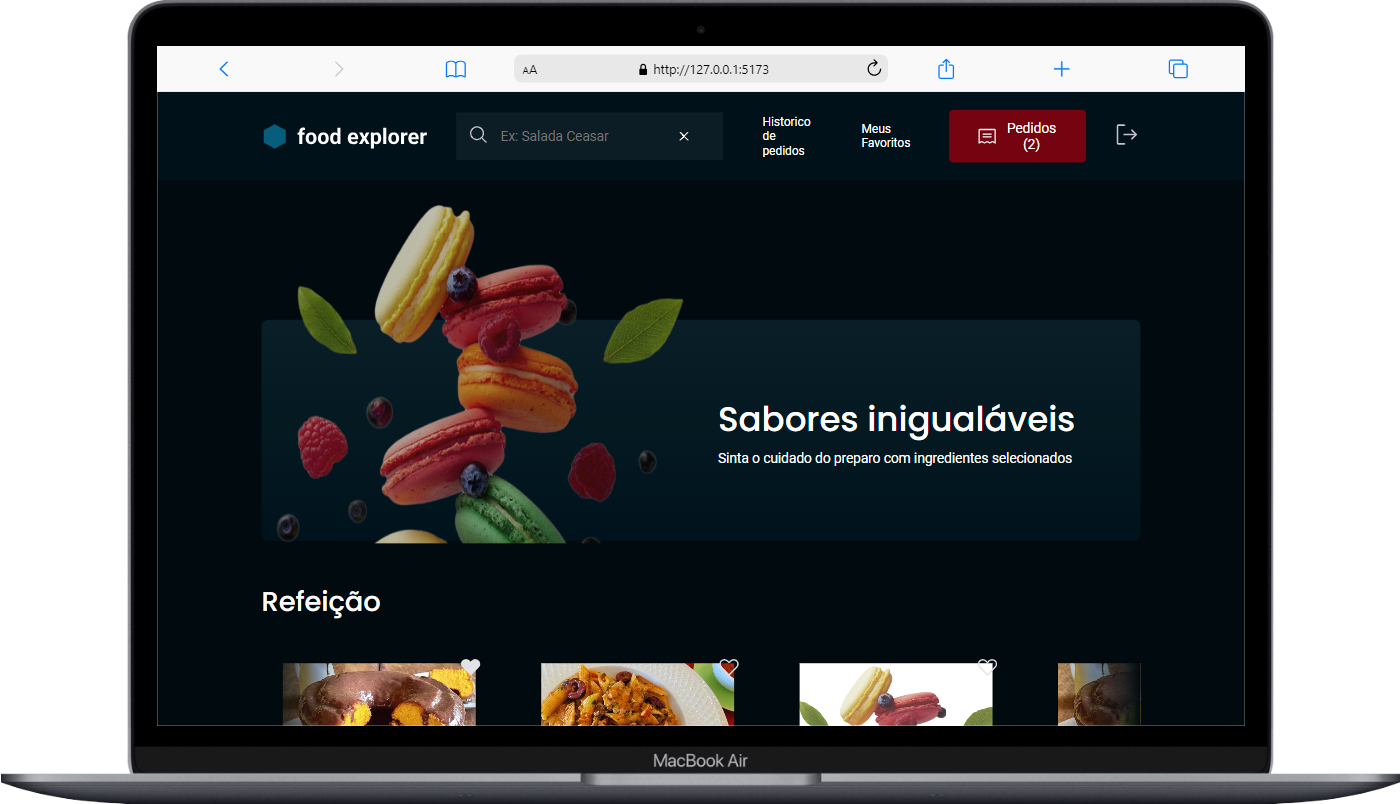 AA
http://127.0.0.1:5173
food explorer
Ex: Salada Ceasar
Historico
de
pedidos
Meus
Favoritos
Pedidos
(2)
Sabores inigualáveis
Sinta o cuidado do preparo com ingredientes selecionados
Refeição
MacBook Air